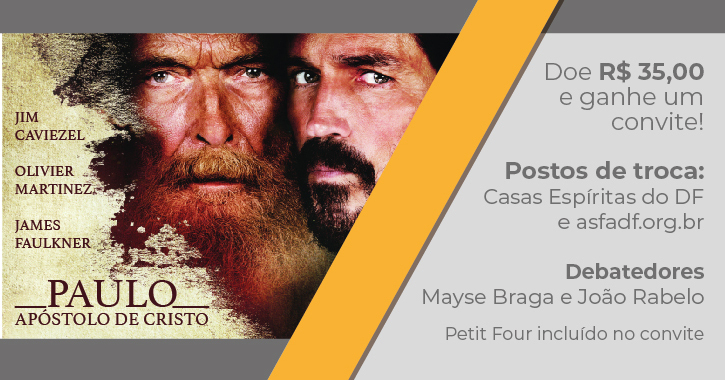 JIM
CAVIEZEL
OLIVIER
MARTINEZ
JAMES
FAULKNER
PAULO
APÓSTOLO DE CRISTO
Doe R$ 35,00
e ganhe um
convite!
Postos de troca:
Casas Espíritas do DF
e asfadf.org.br
Debatedores
Mayse Braga e João Rabelo
Petit Four incluído no convite